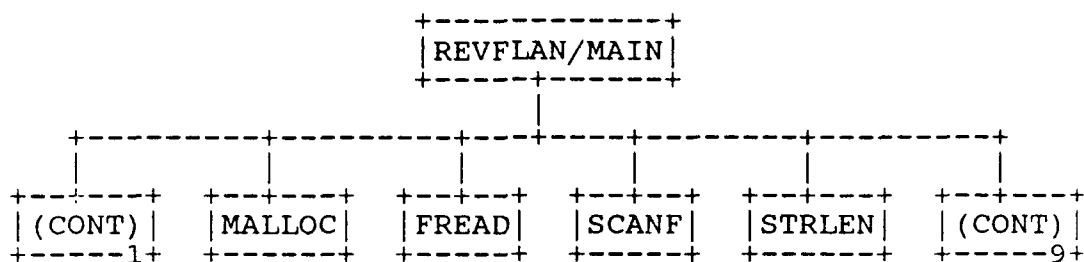 REVFLAN/MAIN
(CONT) MALLOC FREAD SCANF STRLEN (CONT)
1 9